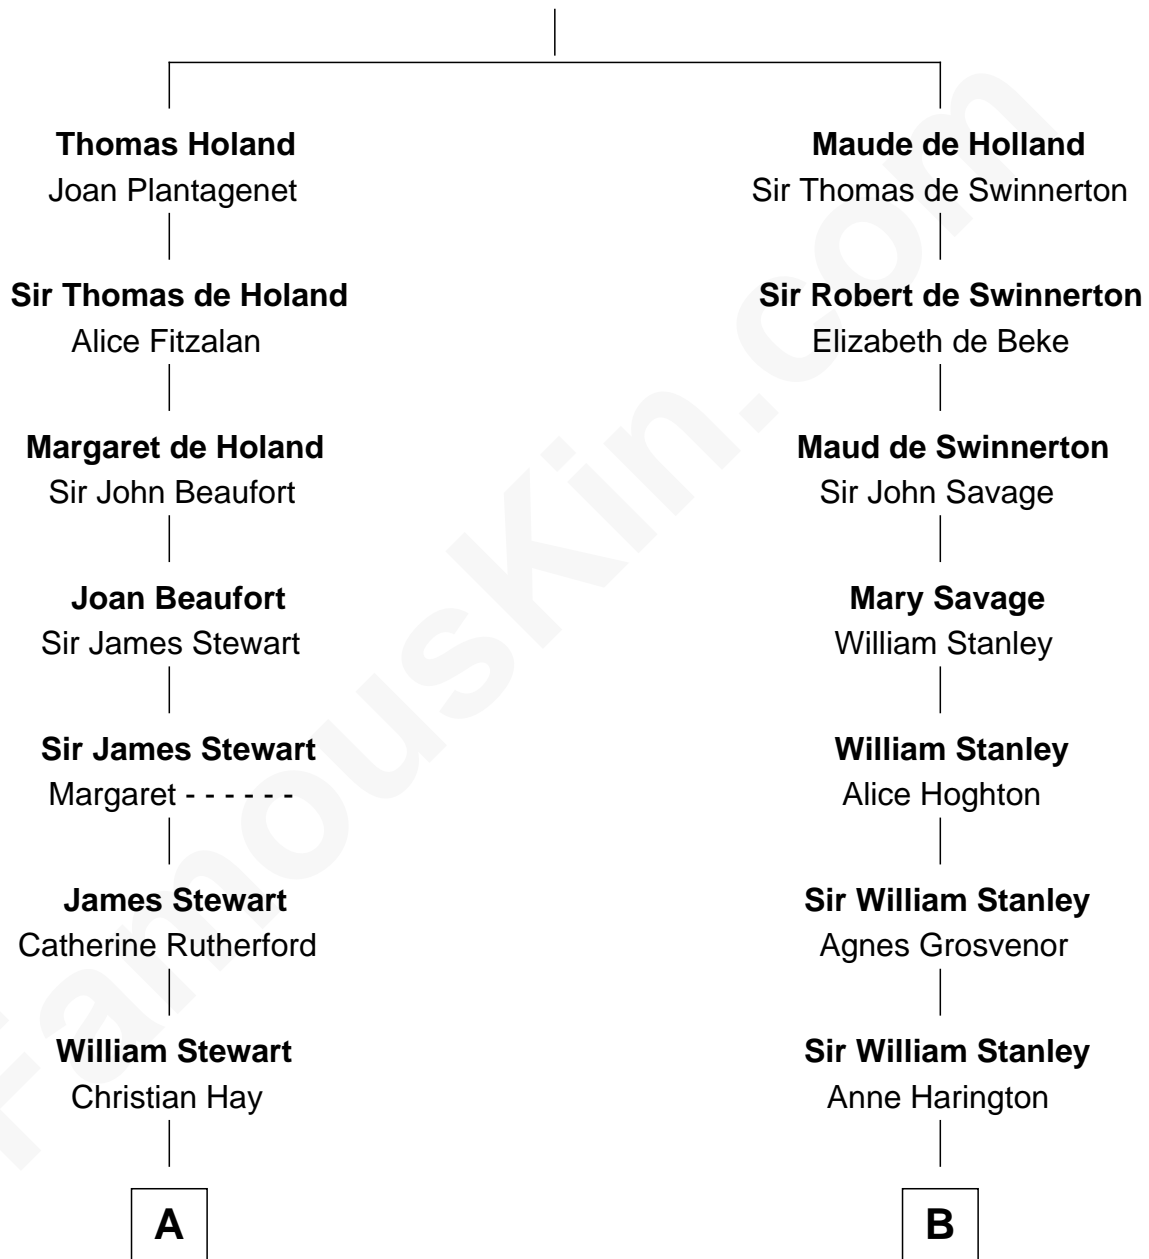 Thomas Holand
Joan Plantagenet
Maude de Holland
Sir Thomas de Swinnerton
Sir Thomas de Holand
Alice Fitzalan
Sir Robert de Swinnerton
Elizabeth de Beke
Margaret de Holand
Sir John Beaufort
Maud de Swinnerton
Sir John Savage
Joan Beaufort
Sir James Stewart
Mary Savage
William Stanley
Sir James Stewart
Margaret - - - - - -
William Stanley
Alice Hoghton
James Stewart
Catherine Rutherford
Sir William Stanley
Agnes Grosvenor
William Stewart
Christian Hay
Sir William Stanley
Anne Harington
A
B
FamousKin.com